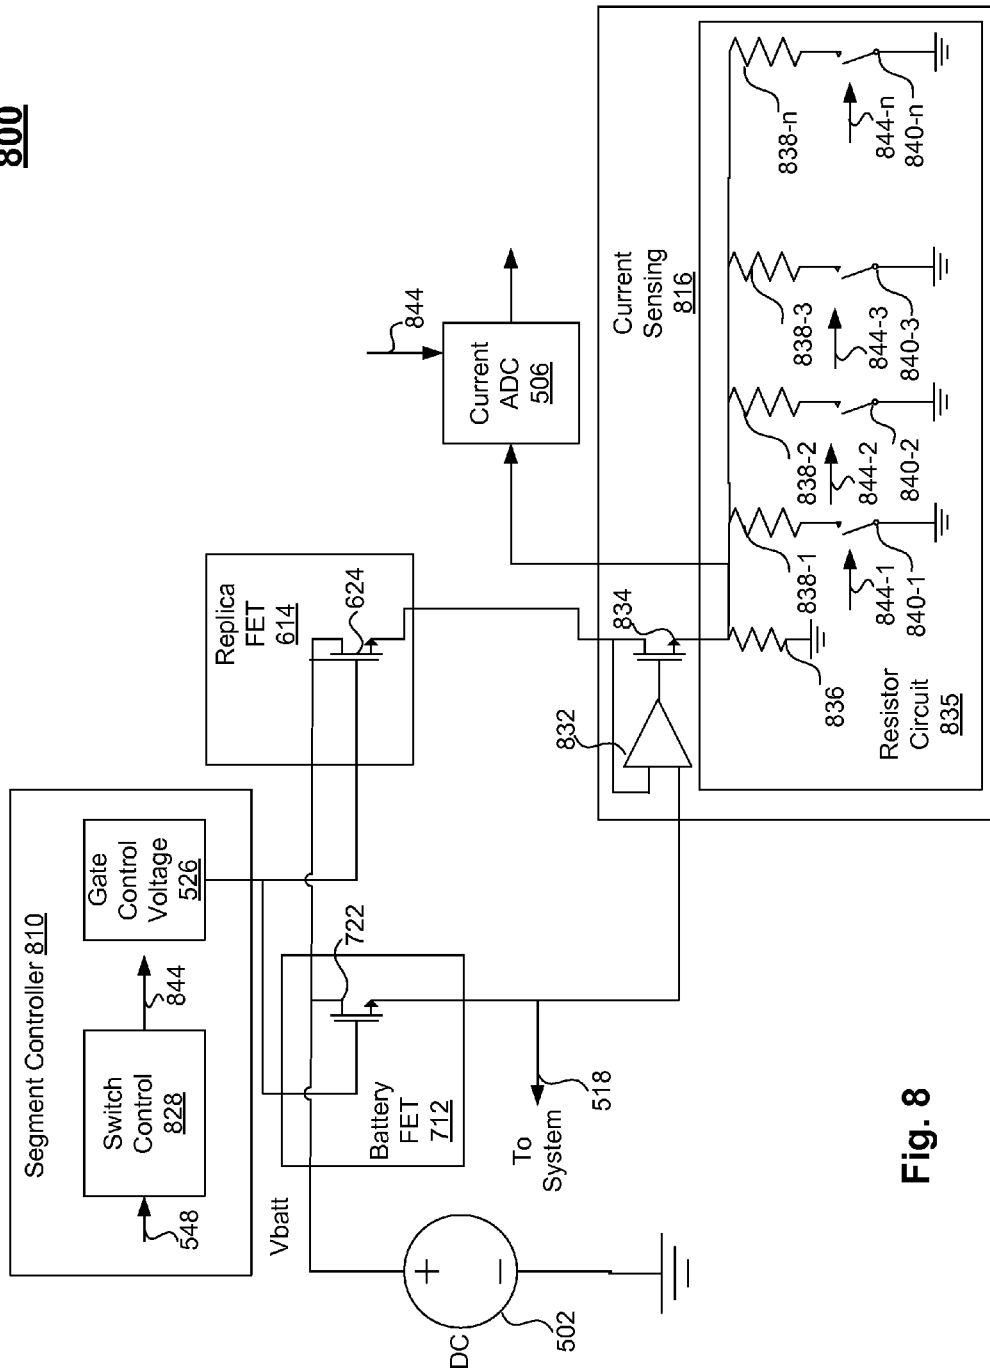 800
Segment Controller 810
548
Switch
Control
828
844
Gate
Control
Voltage
526
Vbatt
DC
502
Battery
FET
712
722
To
System
518
Replica
FET
614
624
844
Current
ADC
506
Current
Sensing
816
832
834
836
Resistor
Circuit
835
838-1
844-1
840-1
838-2
844-2
840-2
838-3
844-3
840-3
838-n
844-n
840-n
Fig. 8